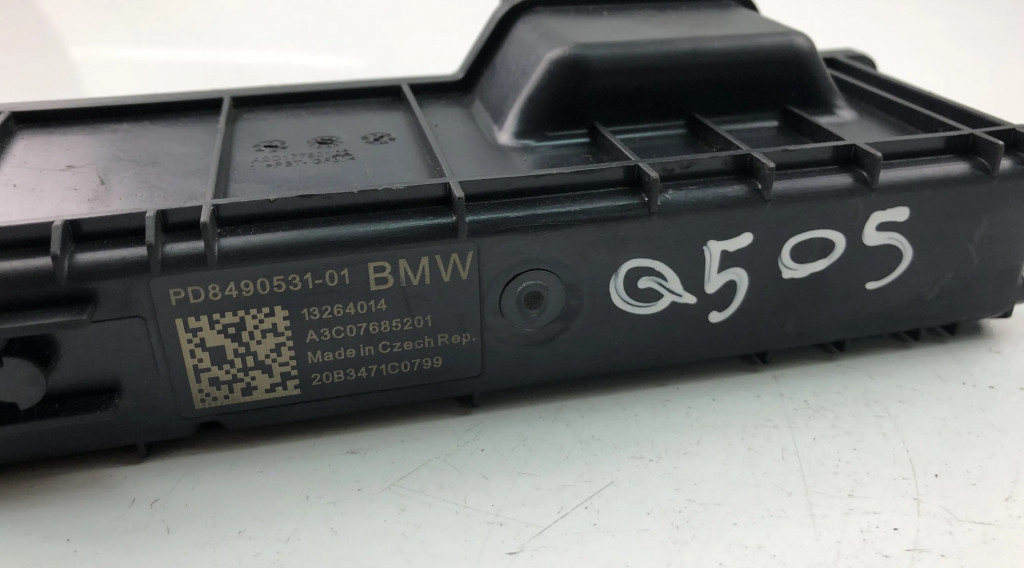 PD8490531-01 BMW
13264014
A3C07685201
Made in Czech Rep.
20B3471C0799
Q505